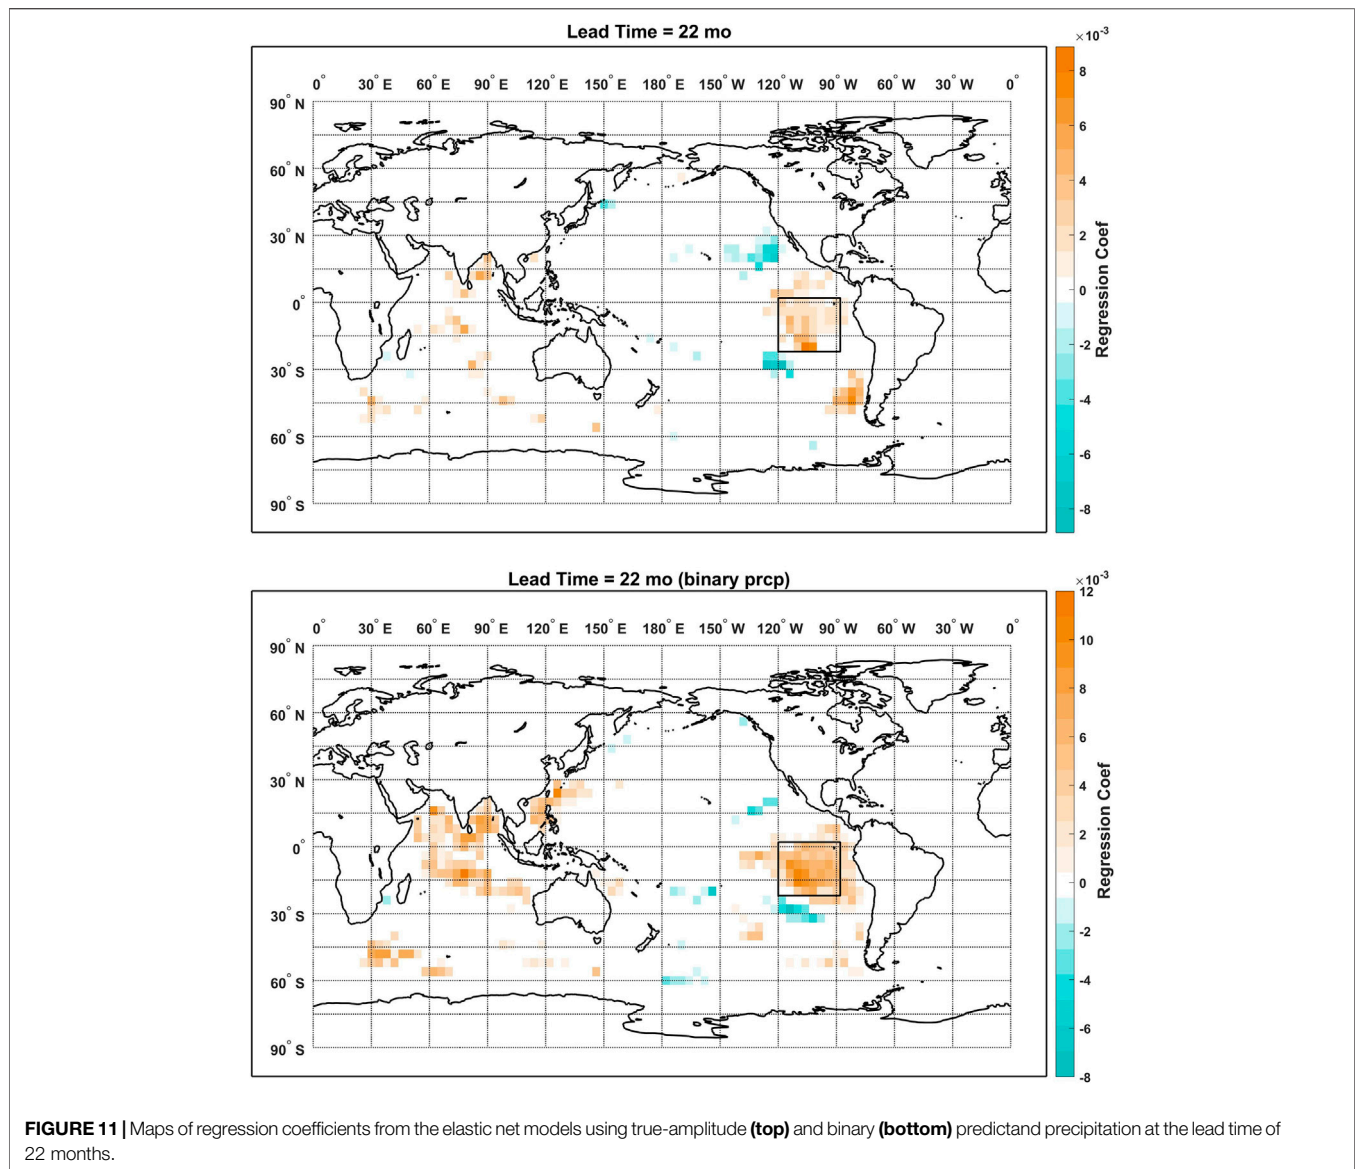 Lead Time = 22 mo
×10⁻³
0° 30° E 60° E 90° E 120° E 150° E 180° E 150° W 120° W 90° W 60° W 30° W 0°
90° N
60° N
30° N
0°
30° S
60° S
90° S
8
6
4
2
0
-2
-4
-6
-8
Regression Coef
Lead Time = 22 mo (binary prcp)
×10⁻³
0° 30° E 60° E 90° E 120° E 150° E 180° E 150° W 120° W 90° W 60° W 30° W 0°
90° N
60° N
30° N
0°
30° S
60° S
90° S
12
10
8
6
4
2
0
-2
-4
-6
-8
Regression Coef
FIGURE 11 | Maps of regression coefficients from the elastic net models using true-amplitude (top) and binary (bottom) predictand precipitation at the lead time of
22 months.